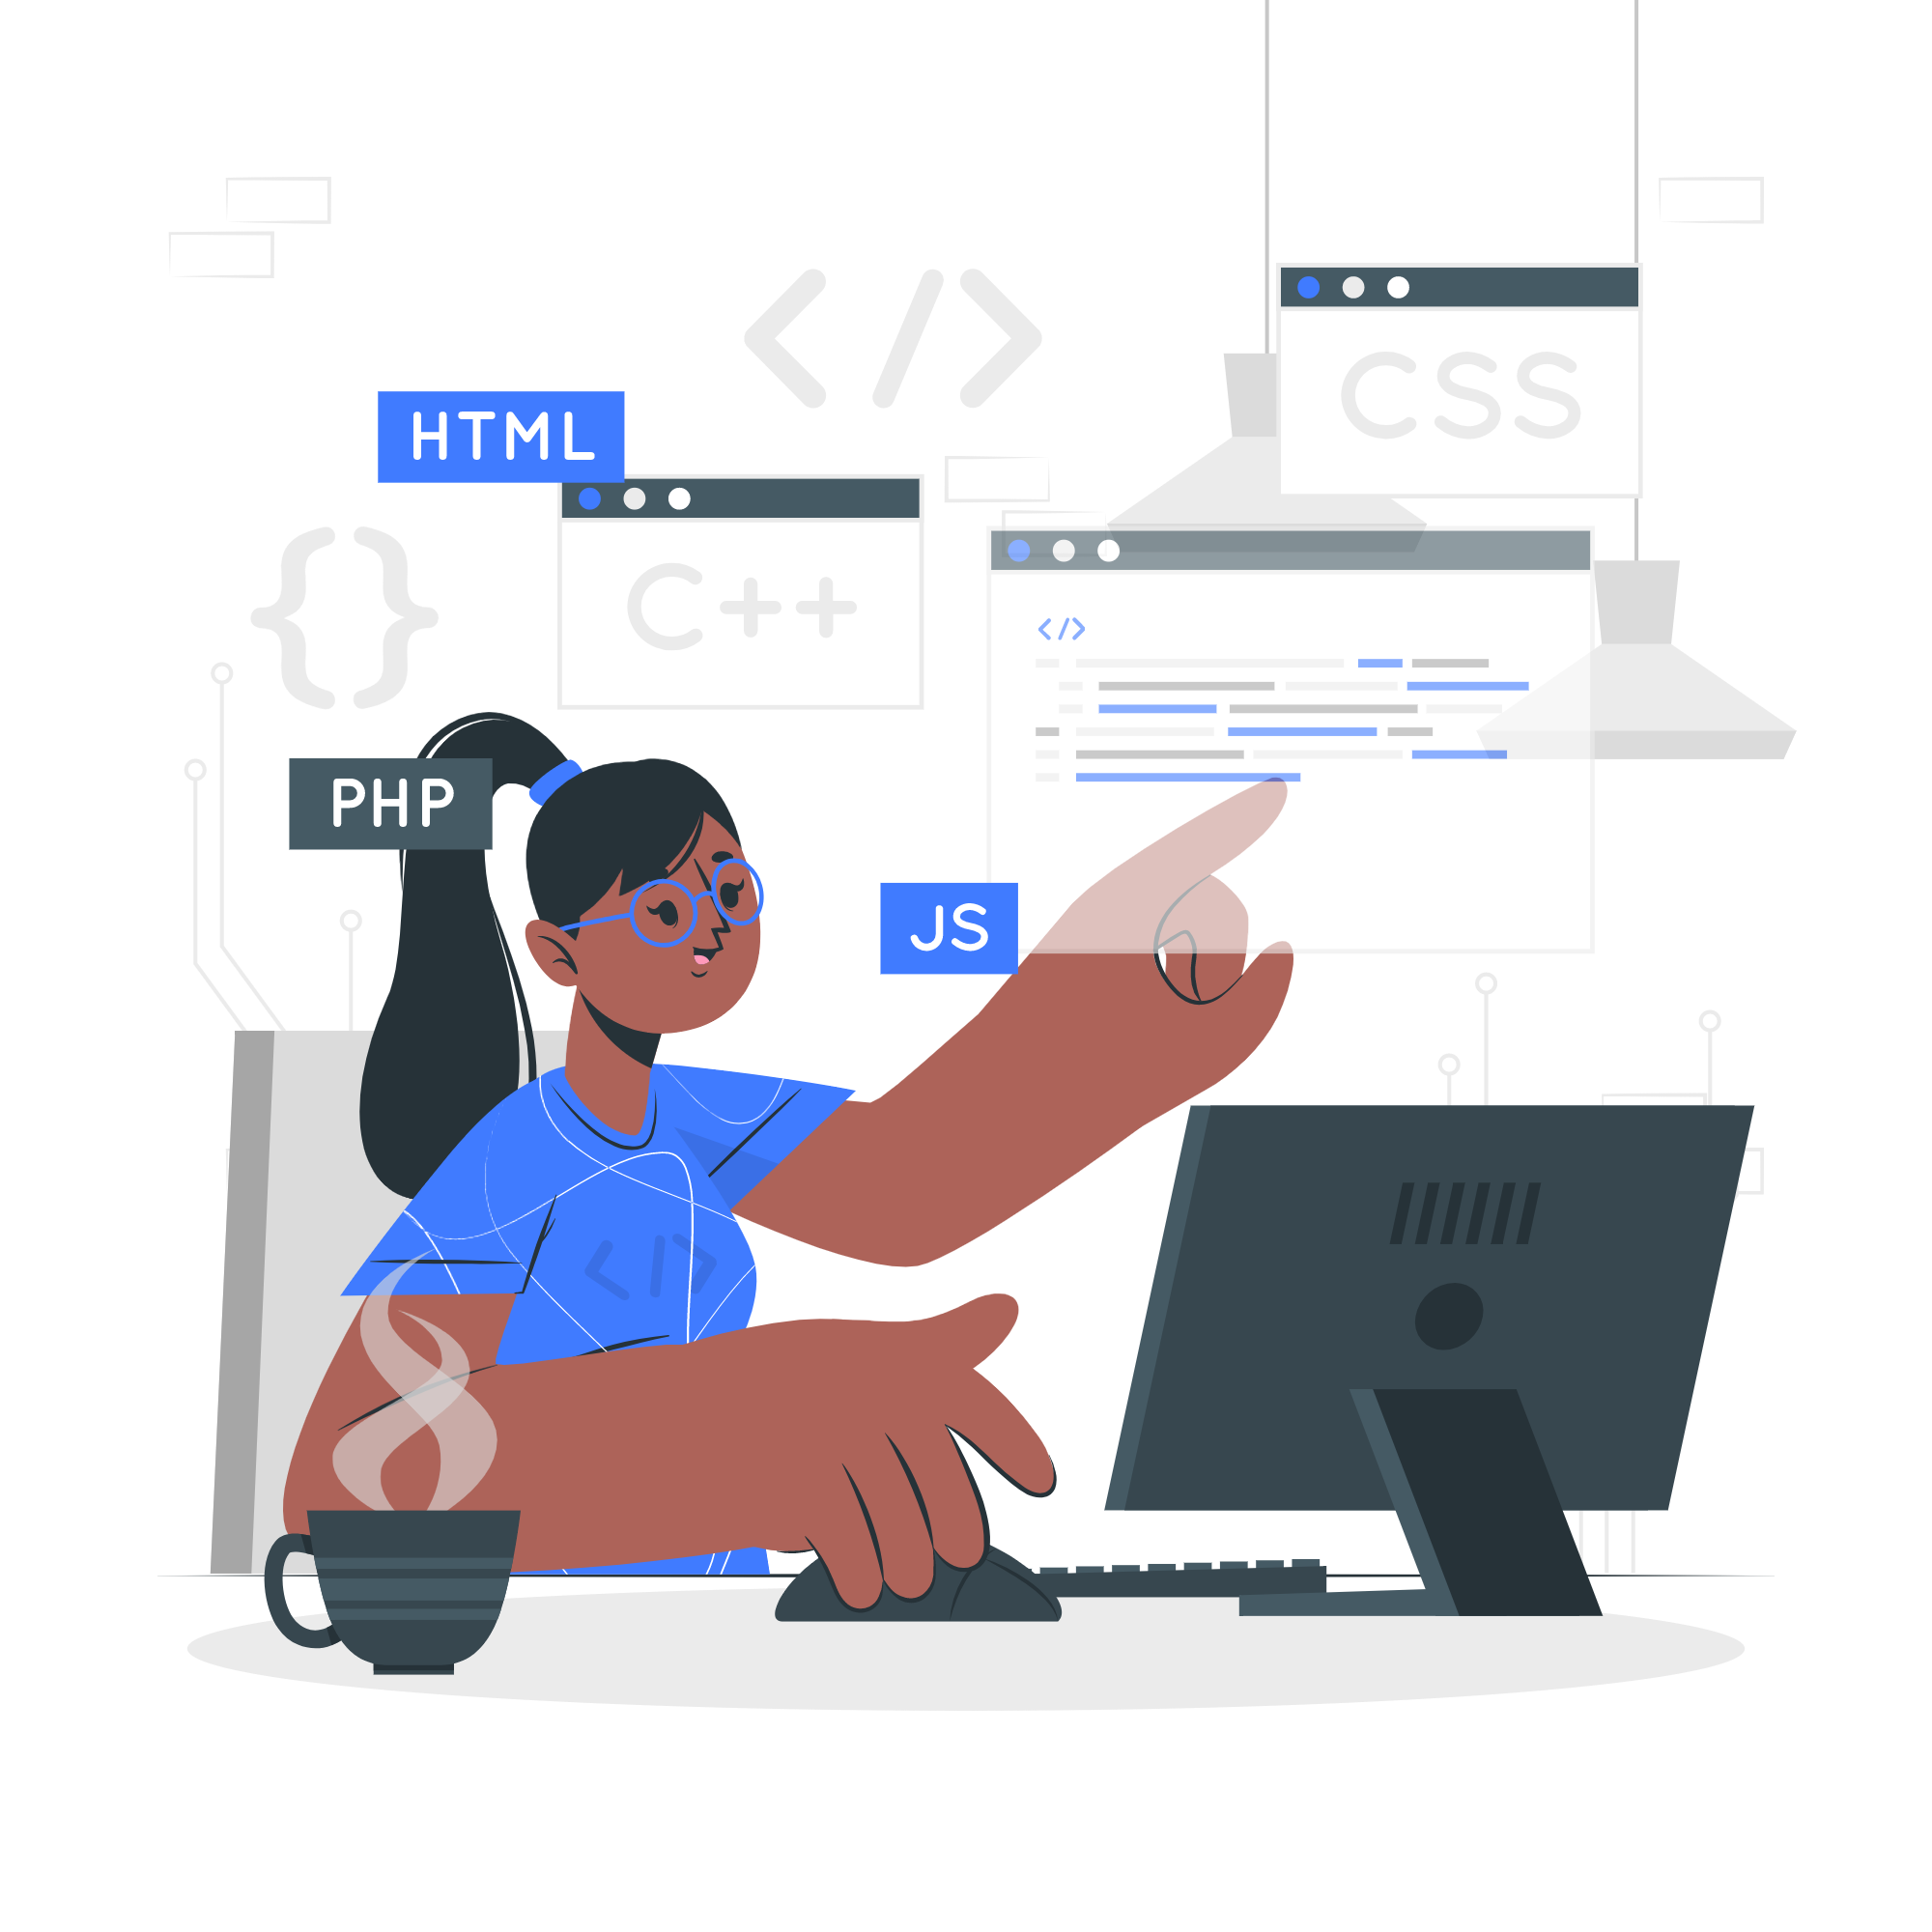 </>
CSS
HTML
C++
{}
</>
PHP
JS
</>